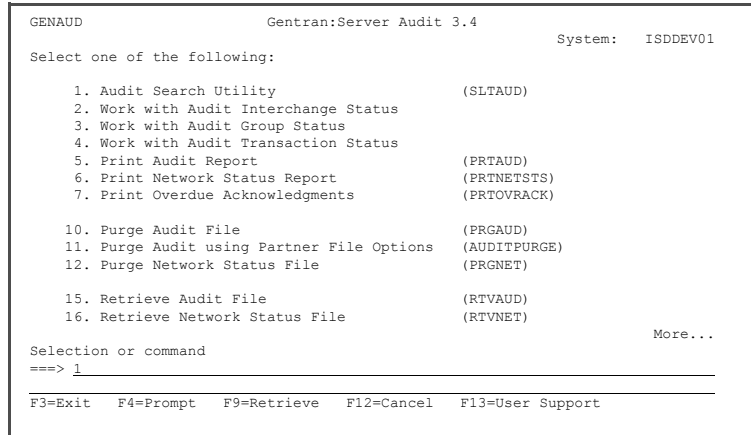 GENAUD Gentran:Server Audit 3.4
System: ISDDEV01
Select one of the following:
1. Audit Search Utility (SLTAUD)
2. Work with Audit Interchange Status
3. Work with Audit Group Status
4. Work with Audit Transaction Status
5. Print Audit Report (PRTAUD)
6. Print Network Status Report (PRTNETSTS)
7. Print Overdue Acknowledgments (PRTOVRACK)
10. Purge Audit File (PRGAUD)
11. Purge Audit using Partner File Options (AUDITPURGE)
12. Purge Network Status File (PRGNET)
15. Retrieve Audit File (RTVAUD)
16. Retrieve Network Status File (RTVNET)
More...
Selection or command
===> 1
F3=Exit F4=Prompt F9=Retrieve F12=Cancel F13=User Support